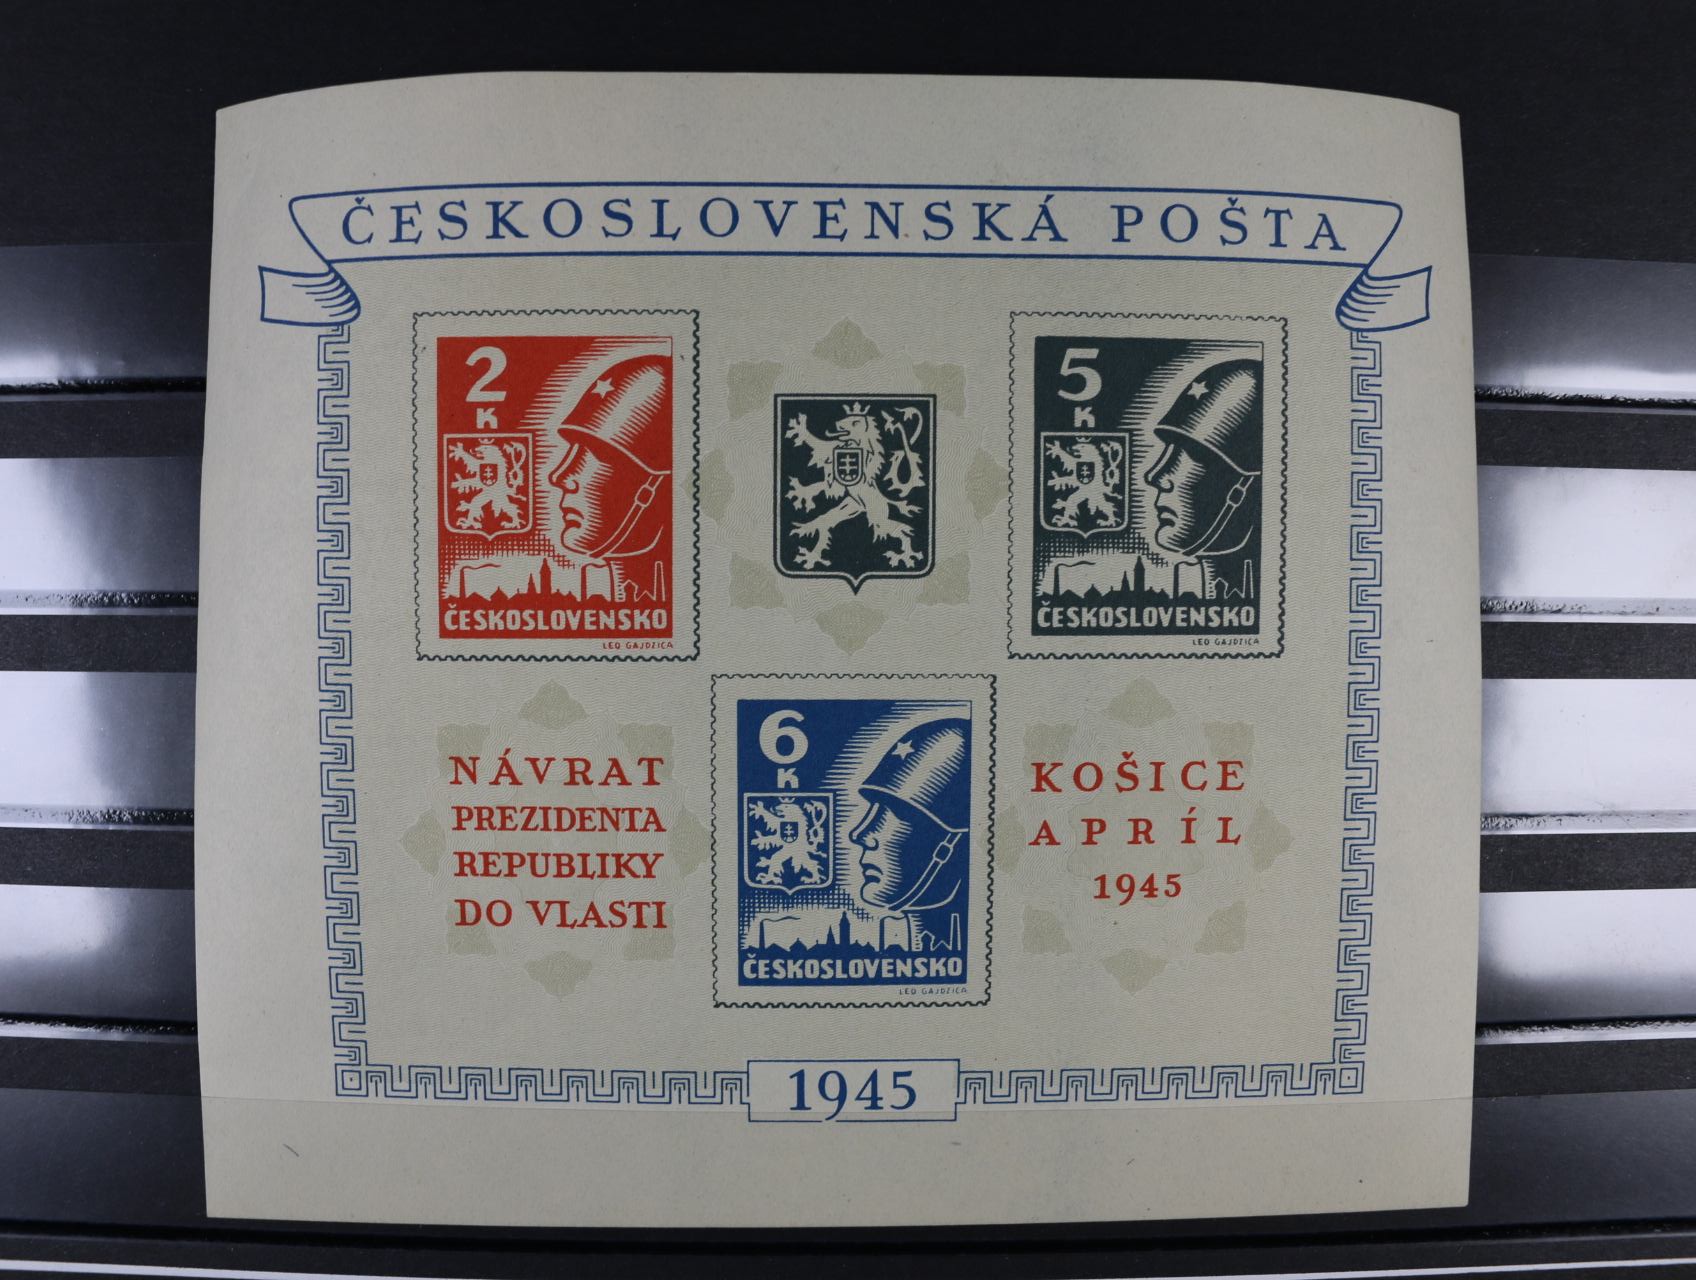 ČESKOSLOVENSKÁ POŠTA
2
K
ČESKOSLOVENSKO
LEO GAJDZICA
5
K
ČESKOSLOVENSKO
LEO GAJDZICA
NÁVRAT
PREZIDENTA
REPUBLIKY
DO VLASTI
6
K
ČESKOSLOVENSKO
LEO GAJDZICA
KOŠICE
APRÍL
1945
1945